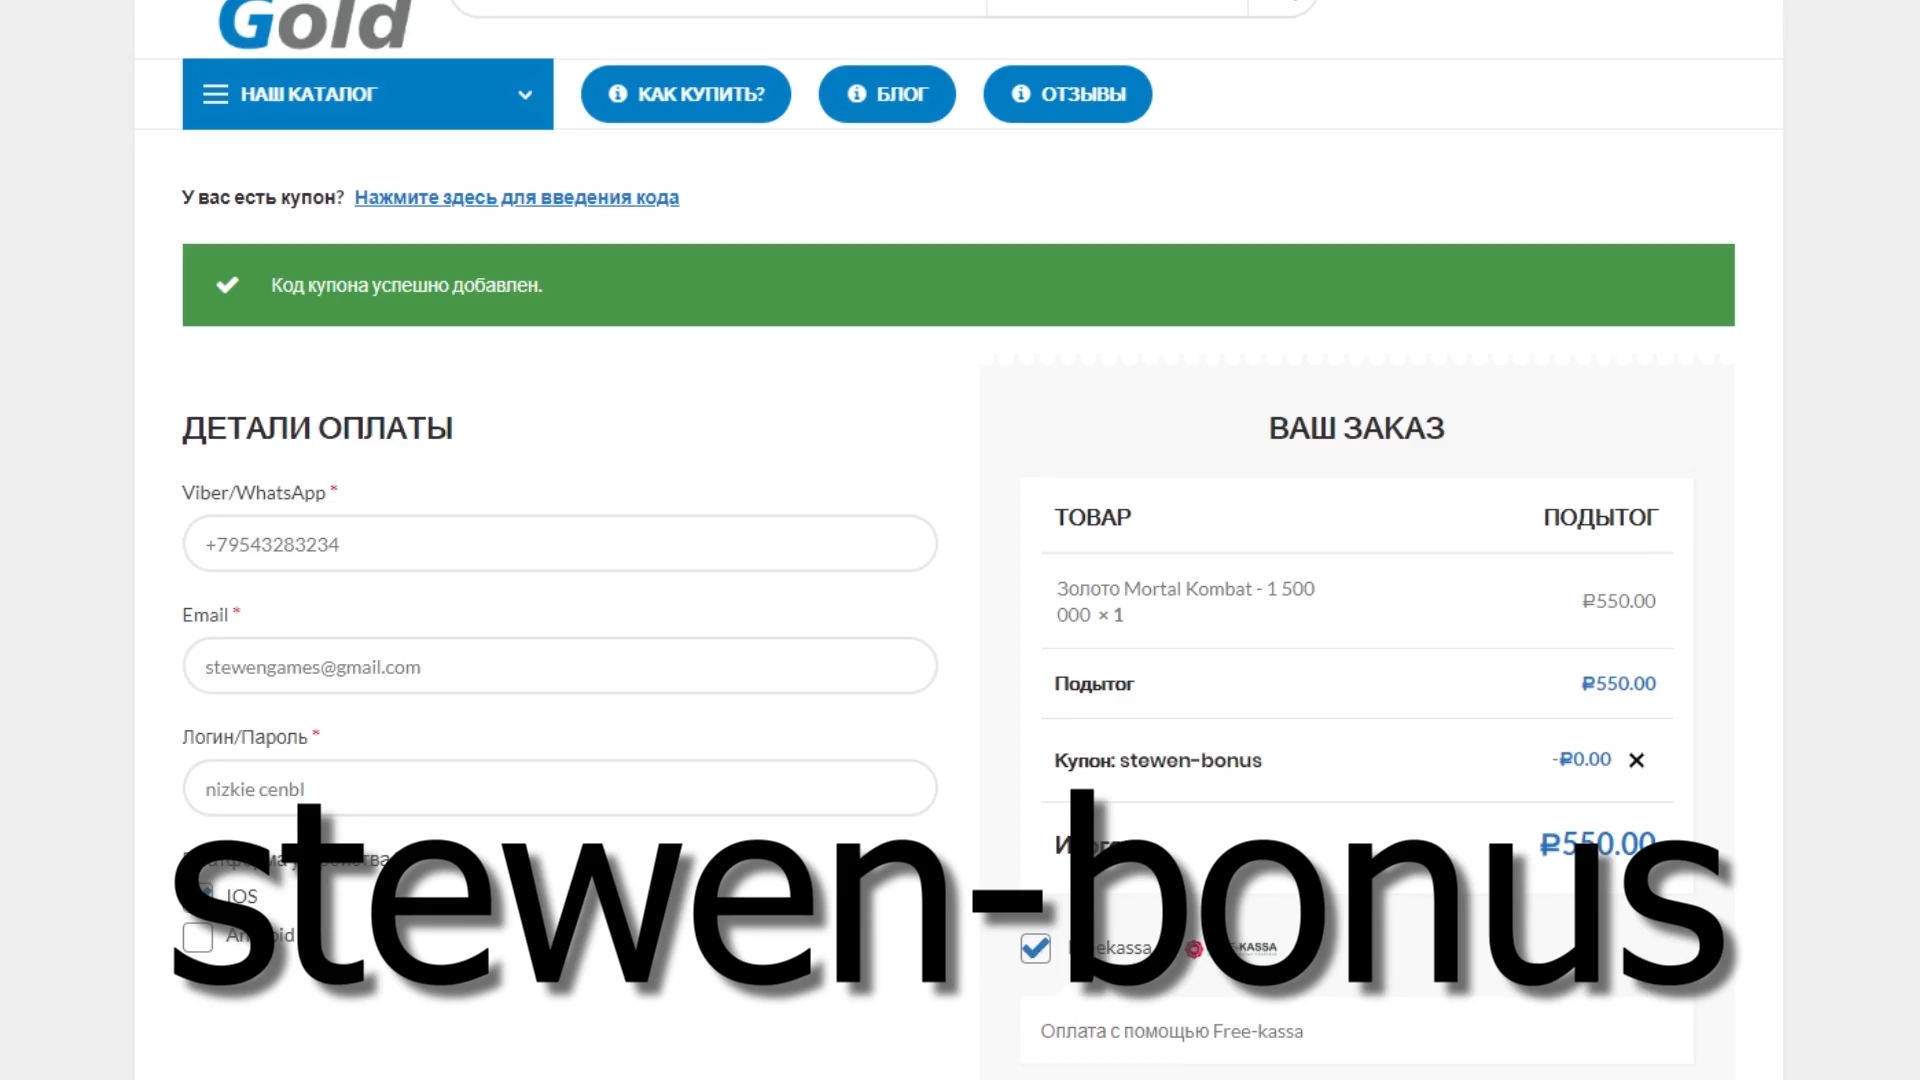 Gold
НАШ КАТАЛОГ
КАК КУПИТЬ?
БЛОГ
ОТЗЫВЫ
У вас есть купон? Нажмите здесь для введения кода
Код купона успешно добавлен.
ДЕТАЛИ ОПЛАТЫ
Viber/WhatsApp *
+79543283234
Email *
stewengames@gmail.com
Логин/Пароль *
nizkie cenbl
IOS
ВАШ ЗАКАЗ
ТОВАР ПОДЫТОГ
Золото Mortal Kombat - 1 500
000 × 1
₽550.00
Подытог ₽550.00
Купон: stewen-bonus -₽0.00
₽550.00
stewen-bonus
Оплата с помощью Free-kassa